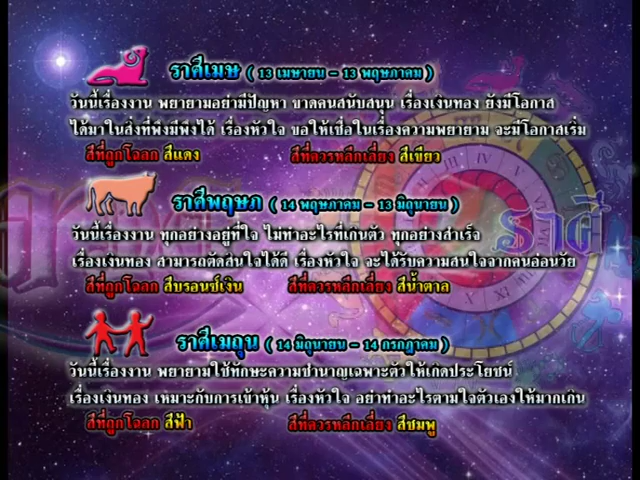 ราศีเมษ ( 13 เมษายน - 13 พฤษภาคม )
วันนี้เรื่องงาน พยายามอย่ามีปัญหา ขาดคนสนับสนุน เรื่องเงินทอง ยังมีโอกาส
ได้มาในสิ่งที่พึงมีพึงได้ เรื่องหัวใจ ขอให้เชื่อในเรื่องความพยายาม จะมีโอกาสเริ่ม
สีที่ถูกโฉลก สีแดง สีที่ควรหลีกเลี่ยง สีเขียว
ราศีพฤษภ ( 14 พฤษภาคม - 13 มิถุนายน )
วันนี้เรื่องงาน ทุกอย่างอยู่ที่ใจ ไม่ทำอะไรที่เกินตัว ทุกอย่างสำเร็จ
เรื่องเงินทอง สามารถตัดสินใจได้ดี เรื่องหัวใจ จะได้รับความสนใจจากคนอ่อนวัย
สีที่ถูกโฉลก สีบรอนซ์เงิน สีที่ควรหลีกเลี่ยง สีน้ำตาล
ราศีเมถุน ( 14 มิถุนายน - 14 กรกฎาคม )
วันนี้เรื่องงาน พยายามใช้ทักษะความชำนาญเฉพาะตัวให้เกิดประโยชน์
เรื่องเงินทอง เหมาะกับการเข้าหุ้น เรื่องหัวใจ อย่าทำอะไรตามใจตัวเองให้มากเกิน
สีที่ถูกโฉลก สีฟ้า สีที่ควรหลีกเลี่ยง สีชมพู
ราศี